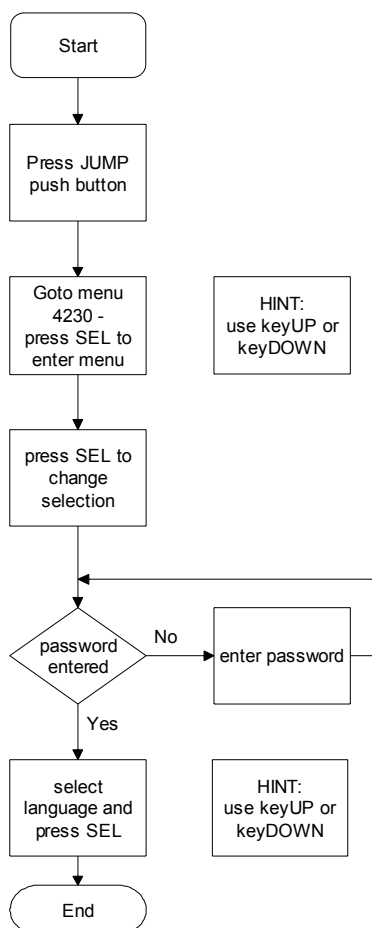 Start
Press JUMP
push button
Goto menu
4230 -
press SEL to
enter menu
HINT:
use keyUP or
keyDOWN
press SEL to
change
selection
password
entered
No
enter password
Yes
select
language and
press SEL
HINT:
use keyUP or
keyDOWN
End